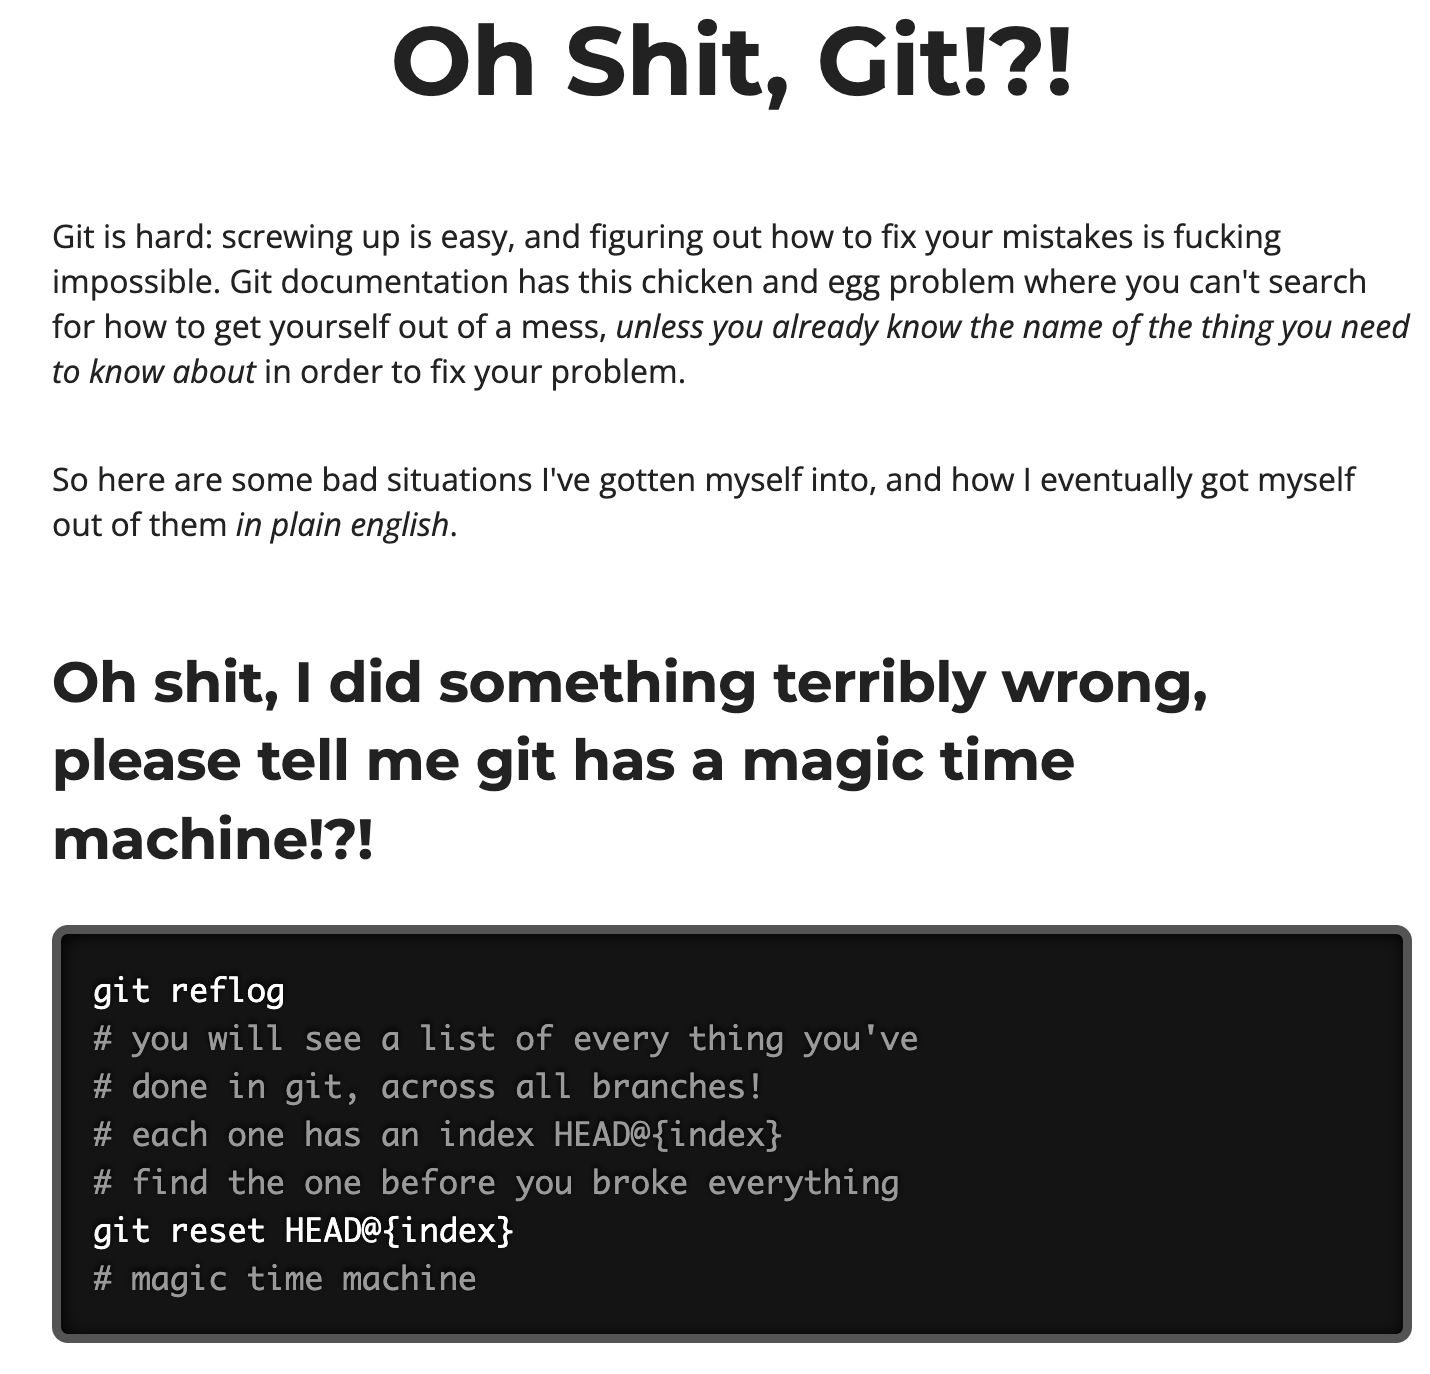 Oh Shit, Git!?!
Git is hard: screwing up is easy, and figuring out how to fix your mistakes is fucking
impossible. Git documentation has this chicken and egg problem where you can't search
for how to get yourself out of a mess, unless you already know the name of the thing you need
to know about in order to fix your problem.
So here are some bad situations I've gotten myself into, and how I eventually got myself
out of them in plain english.
Oh shit, I did something terribly wrong,
please tell me git has a magic time
machine!?!
git reflog
# you will see a list of every thing you've
# done in git, across all branches!
# each one has an index HEAD@{index}
# find the one before you broke everything
git reset HEAD@{index}
# magic time machine